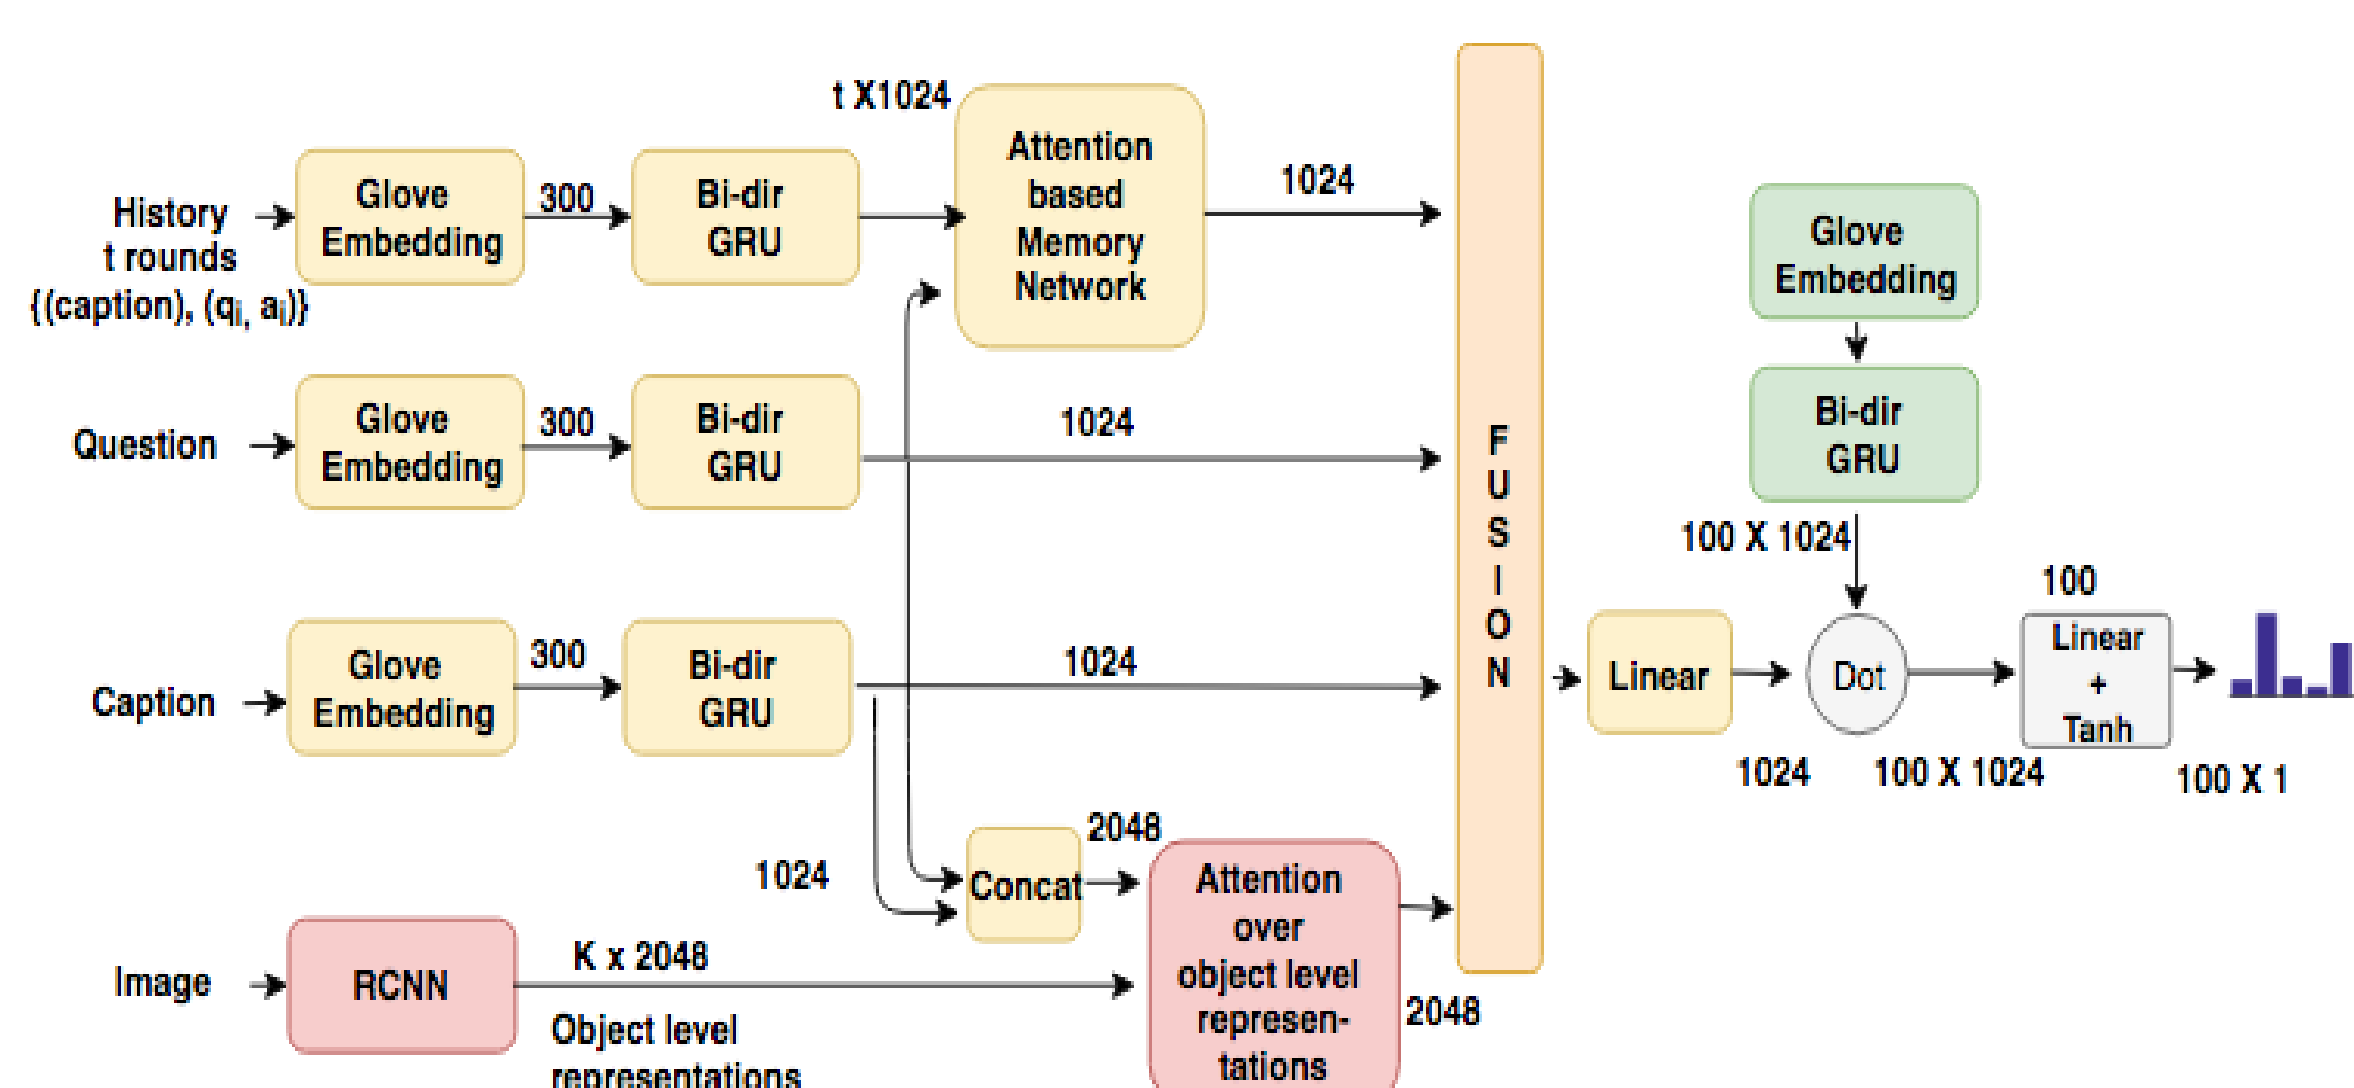 t X1024
Attention
based
Memory
Network
1024
Glove
Embedding
300
Bi-dir
GRU
History
t rounds
{(caption), (qi, ai)}
Glove
Embedding
300
Bi-dir
GRU
1024
Question
Glove
Embedding
300
Bi-dir
GRU
1024
Caption
1024
Concat
2048
Attention
over
object level
represen-
tations
2048
Image
RCNN
K x 2048
Object level
representations
F
U
S
I
O
N
Glove
Embedding
Bi-dir
GRU
100 X 1024
Linear
1024
Dot
100 X 1024
100
Linear
+
Tanh
100 X 1